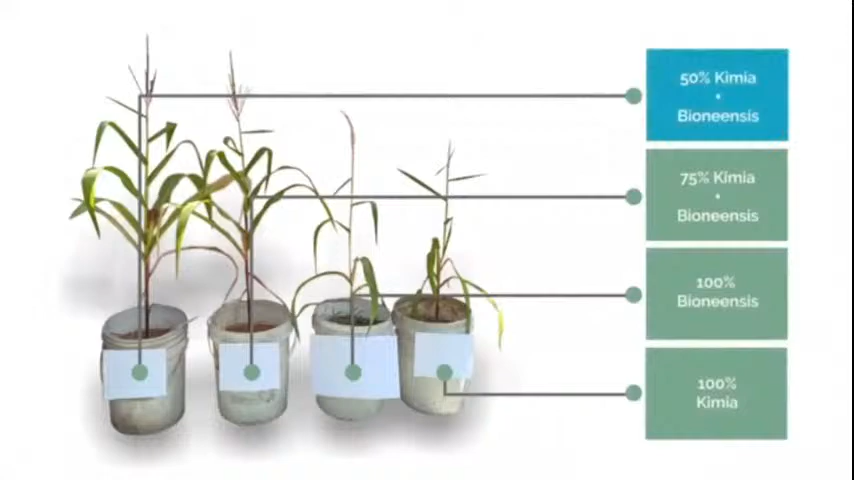 50% Kimia
+
Bioneensis
75% Kimia
+
Bioneensis
100%
Bioneensis
100%
Kimia